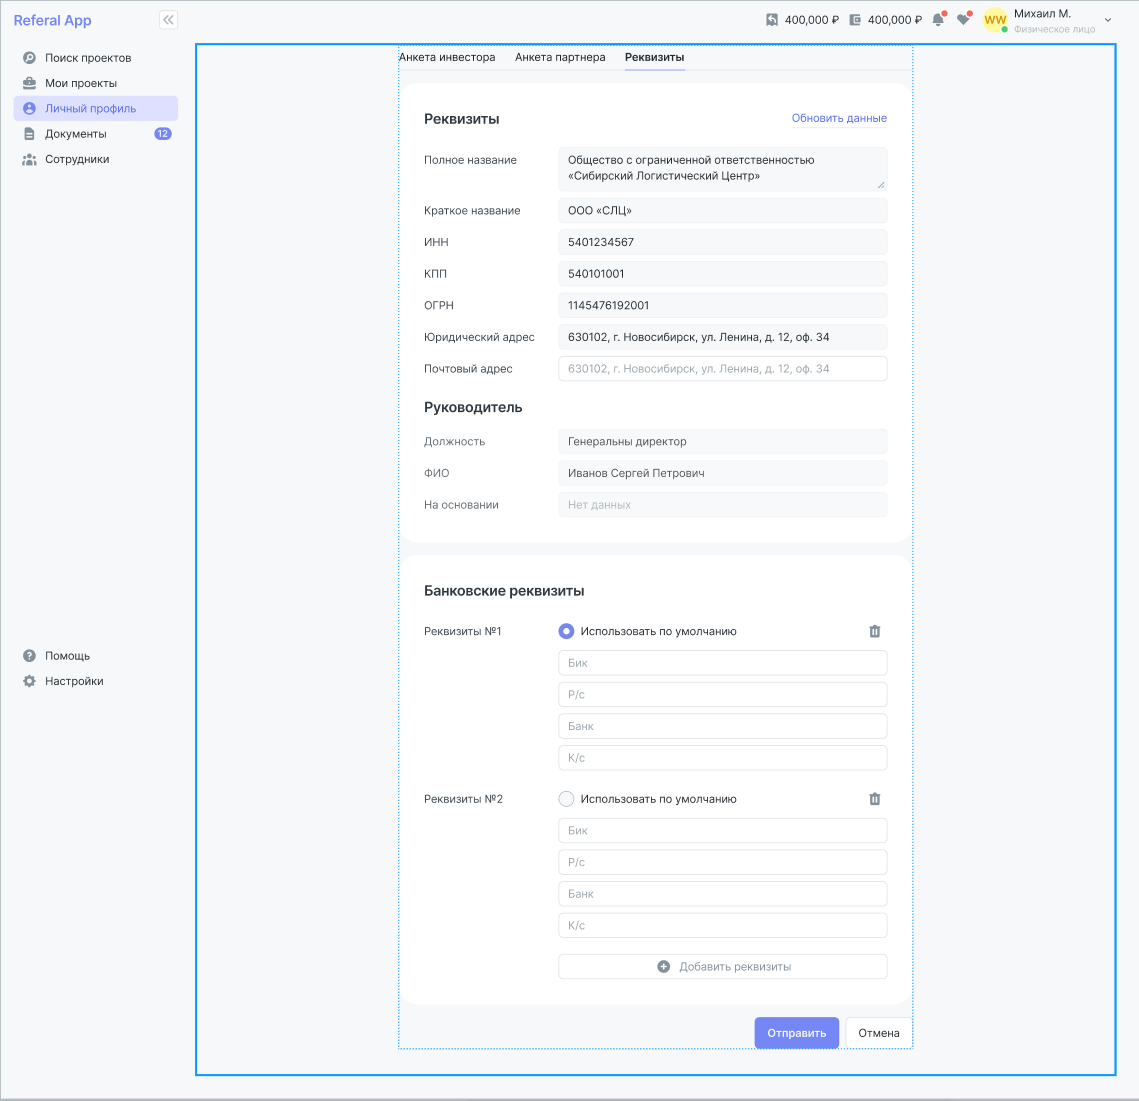 Referal App
400,000 ₽
400,000 ₽
WW
Михаил М.
Физическое лицо
Поиск проектов
Мои проекты
Личный профиль
Документы
12
Сотрудники
Помощь
Настройки
Анкета инвестора
Анкета партнера
Реквизиты
Реквизиты
Обновить данные
Полное название
Общество с ограниченной ответственностью
«Сибирский Логистический Центр»
Краткое название
ООО «СЛЦ»
ИНН
5401234567
КПП
540101001
ОГРН
1145476192001
Юридический адрес
630102, г. Новосибирск, ул. Ленина, д. 12, оф. 34
Почтовый адрес
630102, г. Новосибирск, ул. Ленина, д. 12, оф. 34
Руководитель
Должность
Генеральны директор
ФИО
Иванов Сергей Петрович
На основании
Нет данных
Банковские реквизиты
Реквизиты №1
Использовать по умолчанию
Бик
Р/с
Банк
К/с
Реквизиты №2
Использовать по умолчанию
Бик
Р/с
Банк
К/с
Добавить реквизиты
Отправить
Отмена